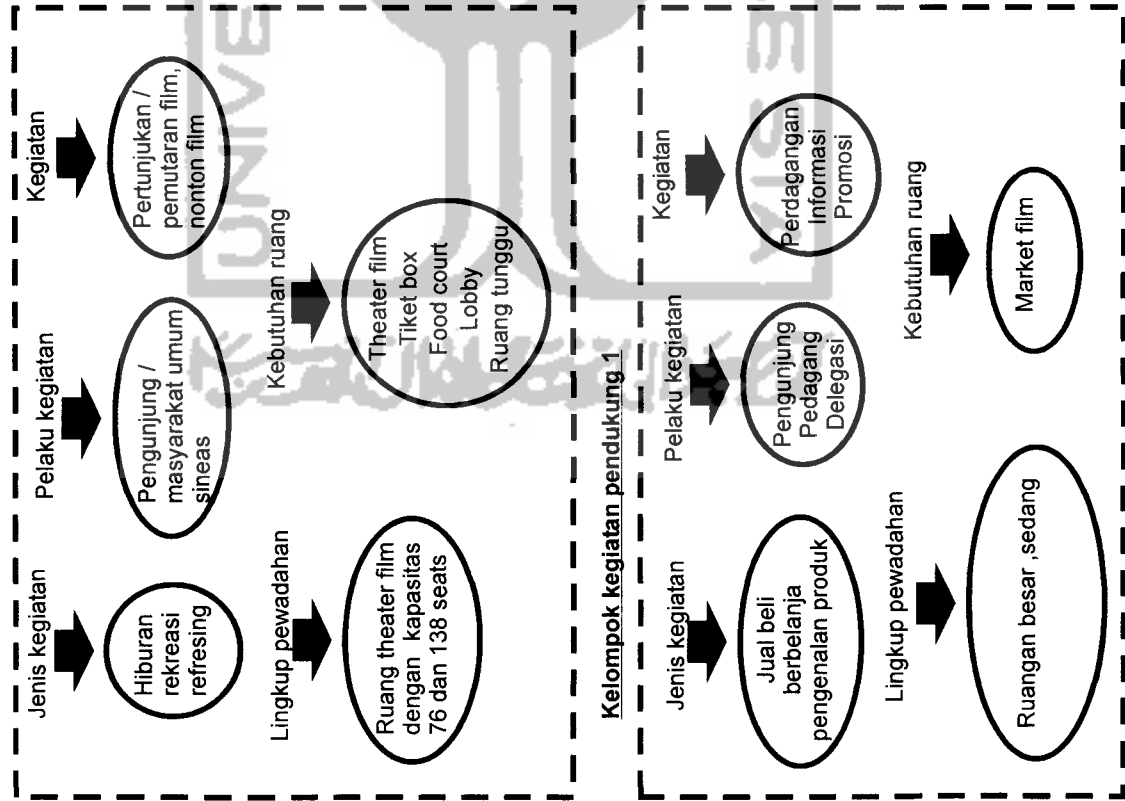 Jenis kegiatan
Hiburan
rekreasi
refresing
Pelaku kegiatan
Pengunjung /
masyarakat umum
sineas
Kegiatan
Pertunjukan /
pemutaran film,
nonton film
Lingkup pewadahan
Ruang theater film
dengan kapasitas
76 dan 138 seats
Kebutuhan ruang
Theater film
Tiket box
Food court
Lobby
Ruang tunggu
Kelompok kegiatan pendukung 1
Jenis kegiatan
Jual beli
berbelanja
pengenalan produk
Pelaku kegiatan
Pengunjung
Pedagang
Delegasi
Kegiatan
Perdagangan
Informasi
Promosi
Lingkup pewadahan
Ruangan besar ,sedang
Kebutuhan ruang
Market film
UNIVE
ESIA